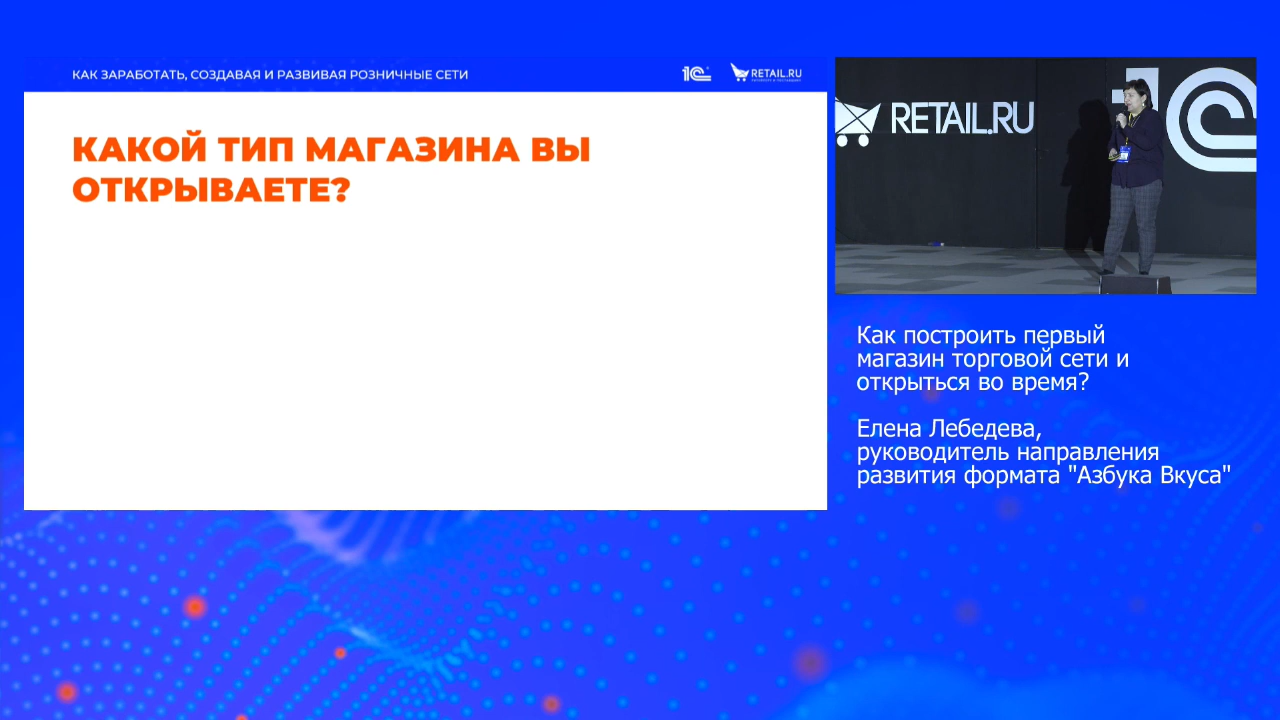 КАК ЗАРАБОТАТЬ, СОЗДАВАЯ И РАЗВИВАЯ РОЗНИЧНЫЕ СЕТИ
1С
RETAIL.RU
КАКОЙ ТИП МАГАЗИНА ВЫ
ОТКРЫВАЕТЕ?
RETAIL.RU
1С
Как построить первый
магазин торговой сети и
открыться во время?
Елена Лебедева,
руководитель направления
развития формата "Азбука Вкуса"